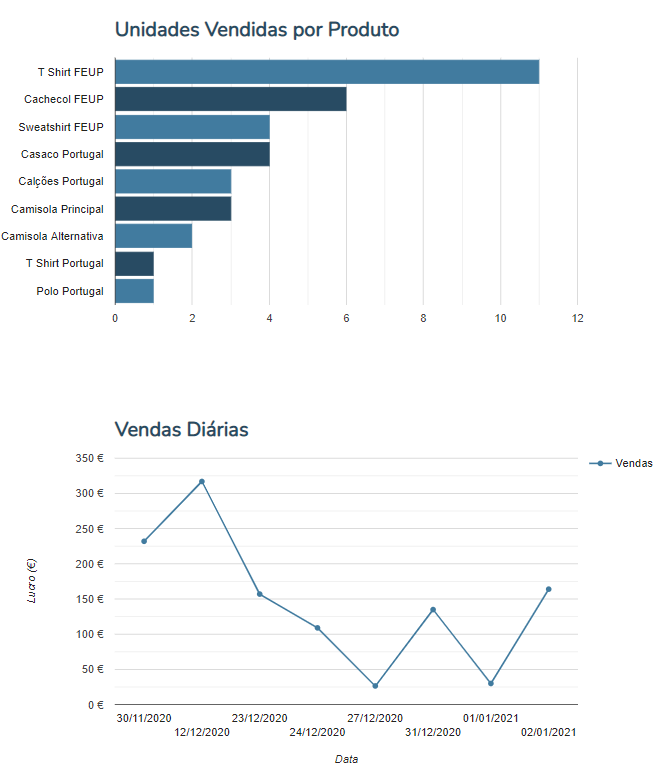 Unidades Vendidas por Produto
T Shirt FEUP
Cachecol FEUP
Sweatshirt FEUP
Casaco Portugal
Calções Portugal
Camisola Principal
Camisola Alternativa
T Shirt Portugal
Polo Portugal
0 2 4 6 8 10 12
Vendas Diárias
350 €
Vendas
300 €
250 €
200 €
Lucro (€)
150 €
100 €
50 €
0 €
30/11/2020 23/12/2020 27/12/2020 01/01/2021
12/12/2020 24/12/2020 31/12/2020 02/01/2021
Data